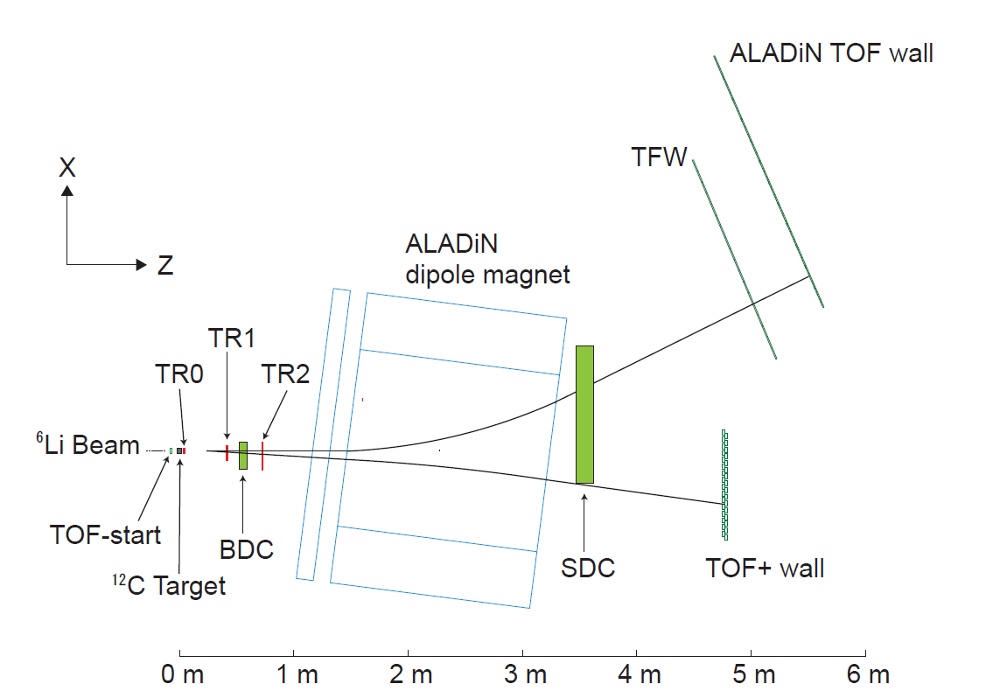 ALADiN TOF wall
TFW
X
Z
ALADiN
dipole magnet
TR1
TR0
TR2
⁶Li Beam
TOF-start
BDC
¹²C Target
SDC
TOF+ wall
0 m
1 m
2 m
3 m
4 m
5 m
6 m